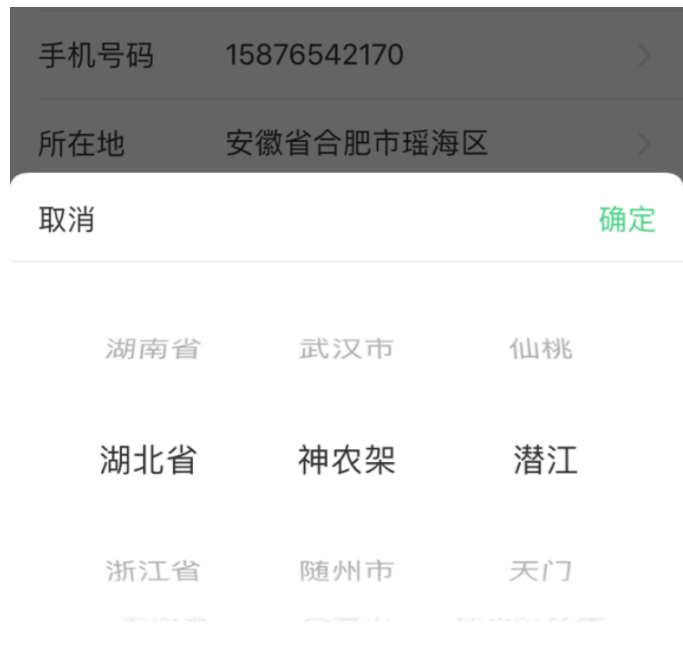 手机号码 15876542170
所在地 安徽省合肥市瑶海区
取消 确定
湖南省 武汉市 仙桃
湖北省 神农架 潜江
浙江省 随州市 天门